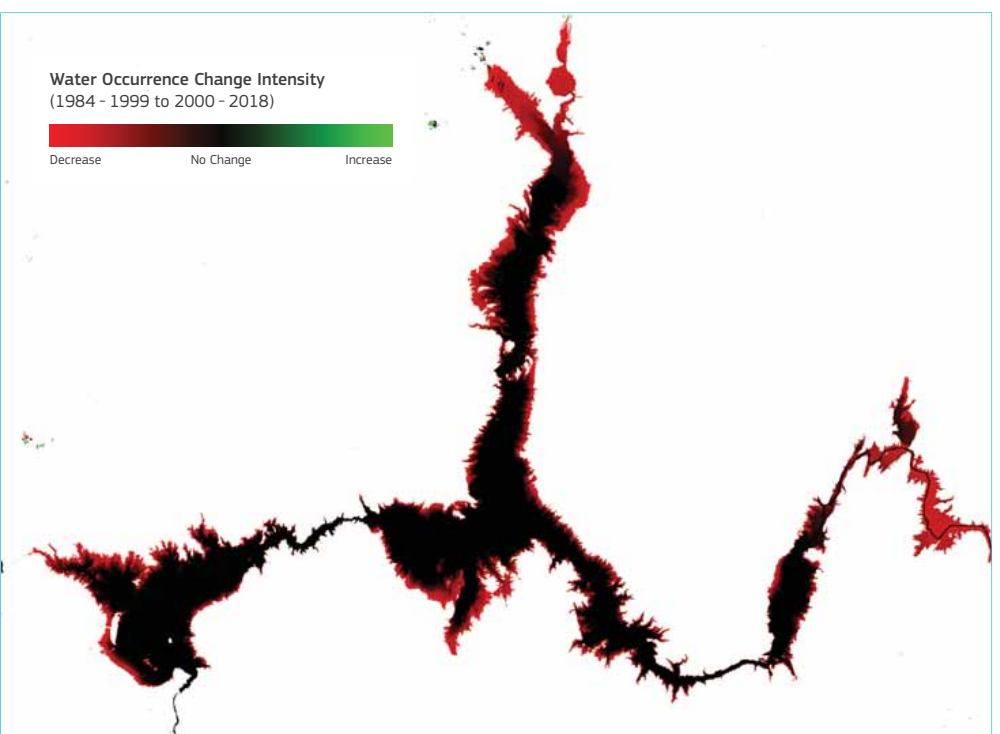 Water Occurrence Change Intensity
(1984 - 1999 to 2000 - 2018)
Decrease No Change Increase